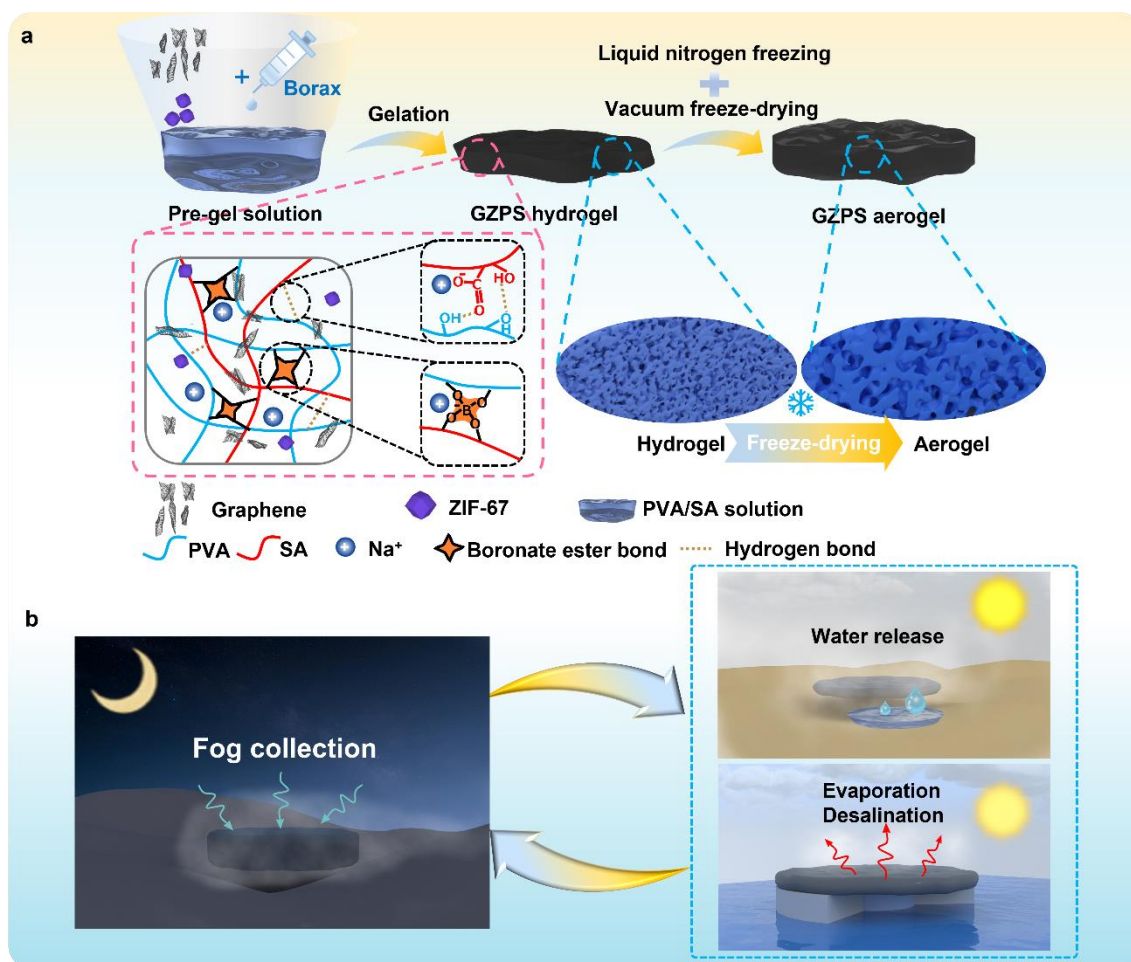 a
+
Borax
Liquid nitrogen freezing
Vacuum freeze-drying
Gelation
Pre-gel solution
GZPS hydrogel
GZPS aerogel
+
O⁻
C
O
HO
OH
O
H
+
O
O
B
O
O
Hydrogel
Freeze-drying
Aerogel
Graphene
ZIF-67
PVA/SA solution
PVA
SA
+
Na⁺
Boronate ester bond
Hydrogen bond
b
Fog collection
Water release
Evaporation
Desalination